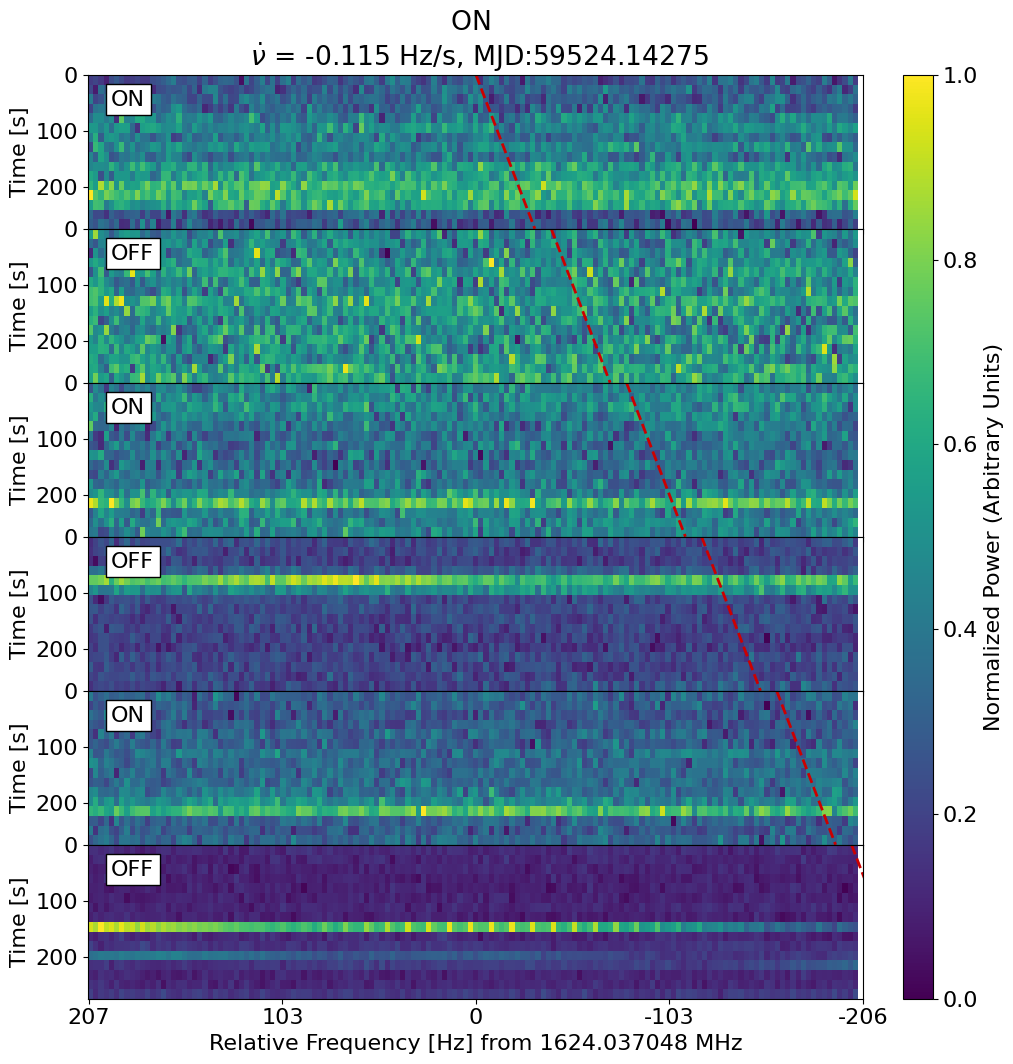 ON
ν̇ = -0.115 Hz/s, MJD:59524.14275
0
ON
100
200
Time [s]
0
OFF
100
200
Time [s]
0
ON
100
200
Time [s]
0
OFF
100
200
Time [s]
0
ON
100
200
Time [s]
0
OFF
100
200
Time [s]
207 103 0 -103 -206
Relative Frequency [Hz] from 1624.037048 MHz
1.0
0.8
0.6
0.4
0.2
0.0
Normalized Power (Arbitrary Units)